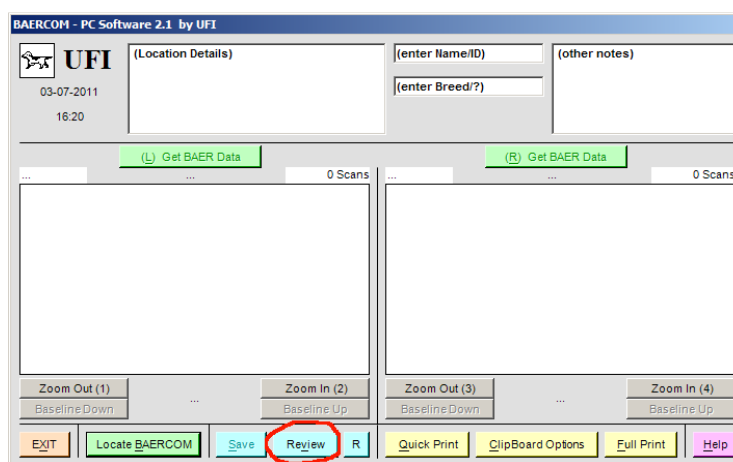 BAERCOM - PC Software 2.1 by UFI
UFI
(Location Details)
(enter Name/ID)
(other notes)
(enter Breed/?)
03-07-2011
16:20
(L) Get BAER Data
(R) Get BAER Data
... ... 0 Scans
... ... 0 Scans
Zoom Out (1) ... Zoom In (2)
Baseline Down Baseline Up
Zoom Out (3) ... Zoom In (4)
Baseline Down Baseline Up
EXIT Locate BAERCOM Save Review R Quick Print ClipBoard Options Full Print Help